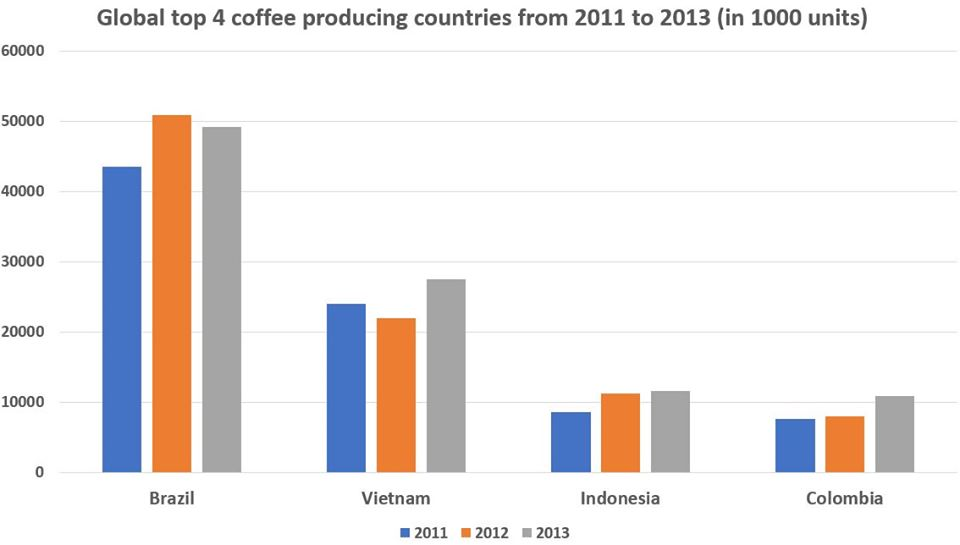 Global top 4 coffee producing countries from 2011 to 2013 (in 1000 units)
60000
50000
40000
30000
20000
10000
0
Brazil Vietnam Indonesia Colombia
2011 2012 2013